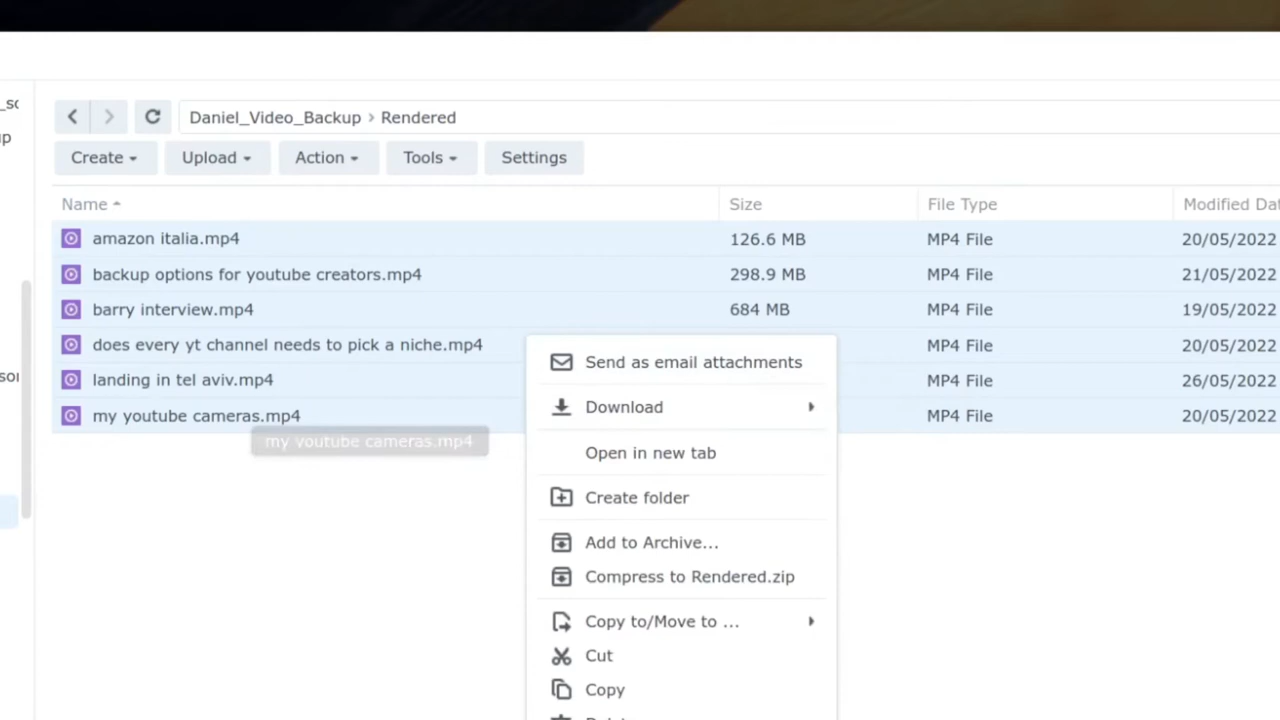 Daniel_Video_Backup › Rendered
Create Upload Action Tools Settings
Name Size File Type
amazon italia.mp4 126.6 MB MP4 File 20/05/2022
backup options for youtube creators.mp4 298.9 MB MP4 File 21/05/2022
barry interview.mp4 684 MB MP4 File 19/05/2022
does every yt channel needs to pick a niche.mp4 MP4 File 20/05/2022
landing in tel aviv.mp4 MP4 File 26/05/2022
my youtube cameras.mp4 MP4 File 20/05/2022
my youtube cameras.mp4
Send as email attachments
Download
Open in new tab
Create folder
Add to Archive...
Compress to Rendered.zip
Copy to/Move to ...
Cut
Copy